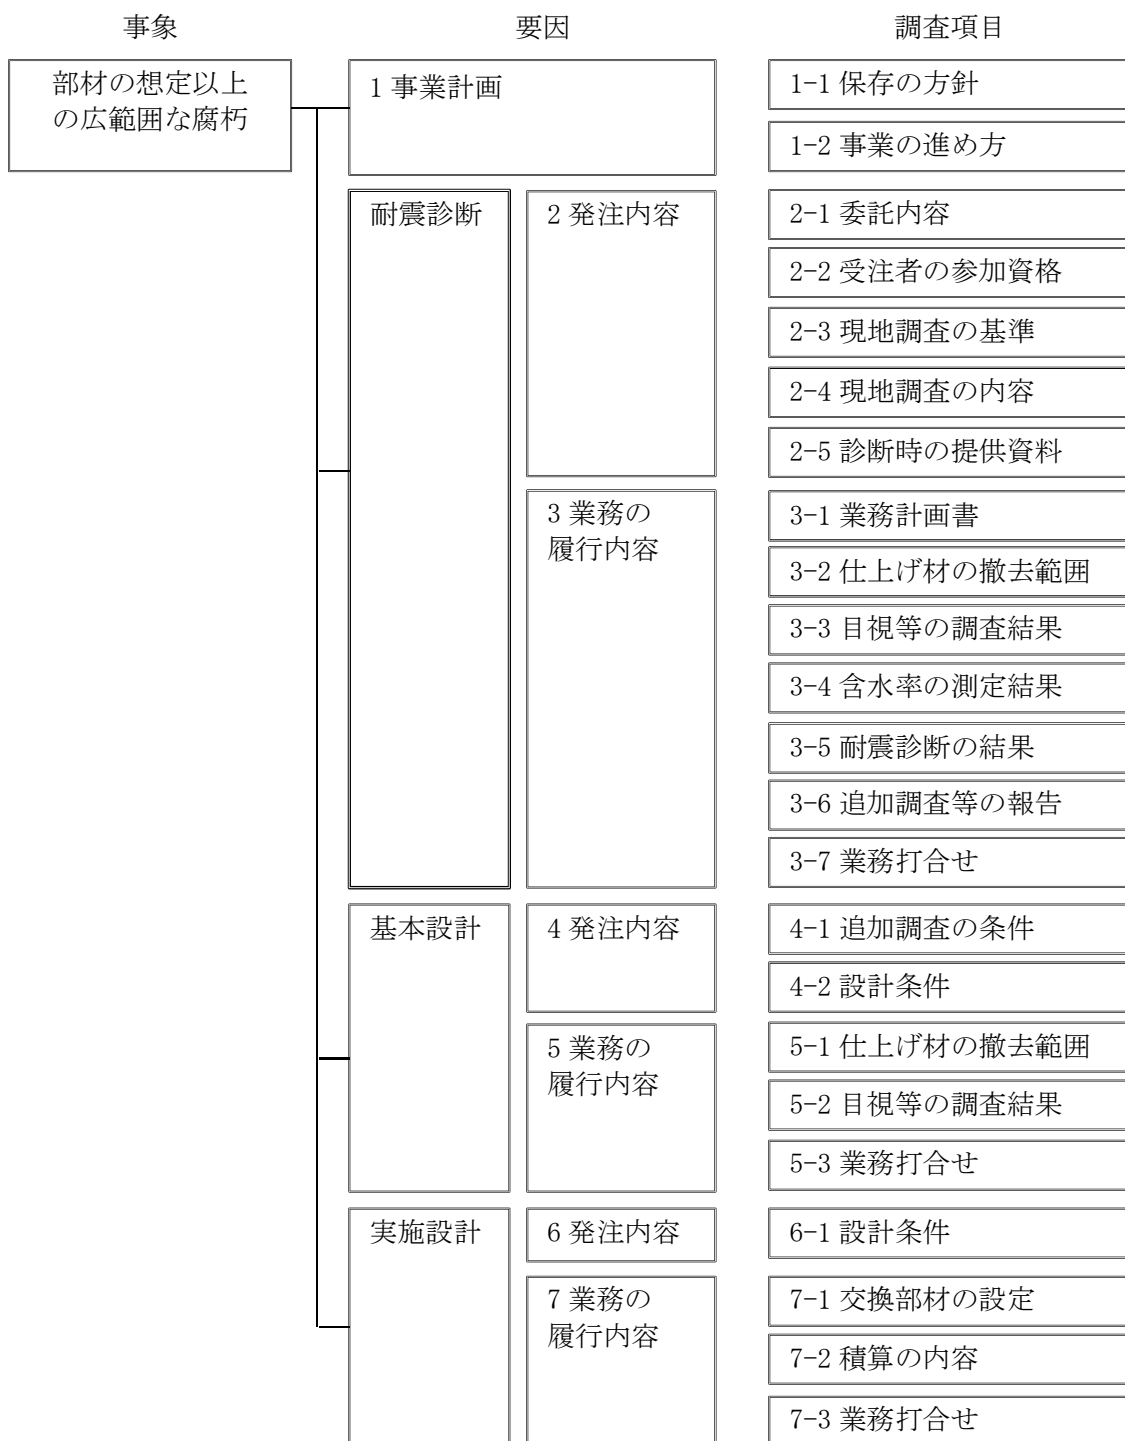 事象
要因
調査項目
部材の想定以上
の広範囲な腐朽
1 事業計画
1-1 保存の方針
1-2 事業の進め方
耐震診断
2 発注内容
2-1 委託内容
2-2 受注者の参加資格
2-3 現地調査の基準
2-4 現地調査の内容
2-5 診断時の提供資料
3 業務の
履行内容
3-1 業務計画書
3-2 仕上げ材の撤去範囲
3-3 目視等の調査結果
3-4 含水率の測定結果
3-5 耐震診断の結果
3-6 追加調査等の報告
3-7 業務打合せ
基本設計
4 発注内容
4-1 追加調査の条件
4-2 設計条件
5 業務の
履行内容
5-1 仕上げ材の撤去範囲
5-2 目視等の調査結果
5-3 業務打合せ
実施設計
6 発注内容
6-1 設計条件
7 業務の
履行内容
7-1 交換部材の設定
7-2 積算の内容
7-3 業務打合せ